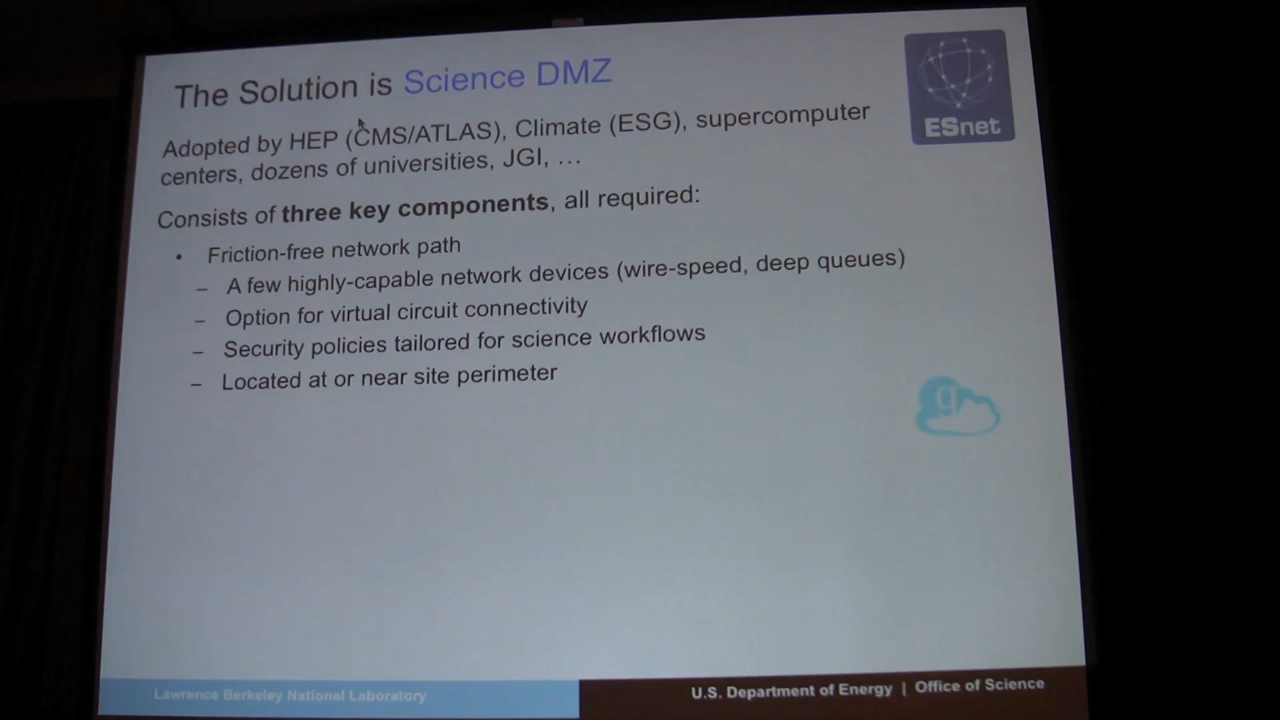 The Solution is Science DMZ
ESnet
Adopted by HEP (CMS/ATLAS), Climate (ESG), supercomputer
centers, dozens of universities, JGI, …
Consists of three key components, all required:
• Friction-free network path
– A few highly-capable network devices (wire-speed, deep queues)
– Option for virtual circuit connectivity
– Security policies tailored for science workflows
– Located at or near site perimeter
g
Lawrence Berkeley National Laboratory
U.S. Department of Energy | Office of Science